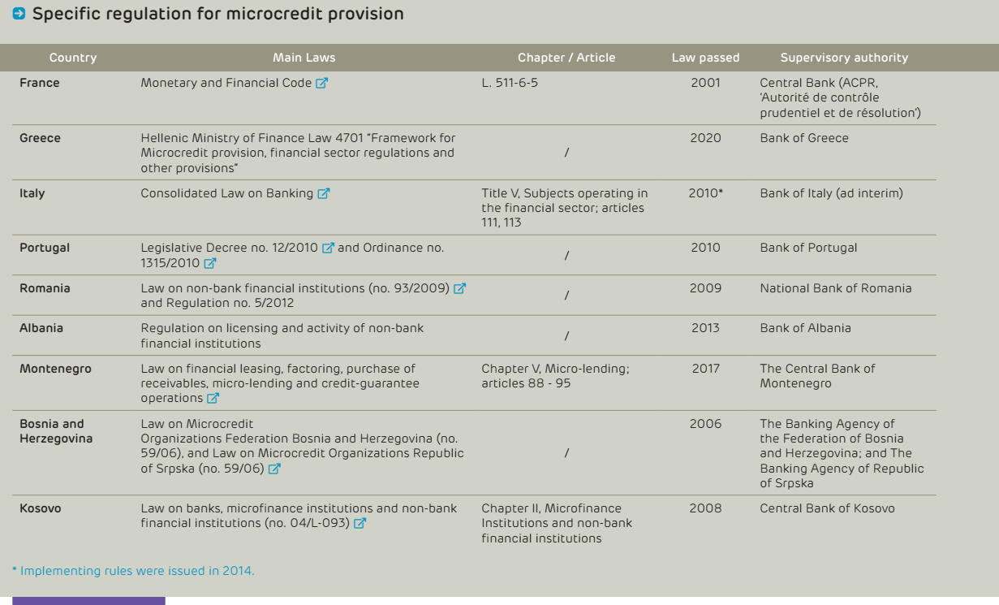 Specific regulation for microcredit provision
Country Main Laws Chapter / Article Law passed Supervisory authority
France Monetary and Financial Code L. 511-6-5 2001 Central Bank (ACPR,
‘Autorité de contrôle
prudentiel et de résolution’)
Greece Hellenic Ministry of Finance Law 4701 “Framework for 2020 Bank of Greece
Microcredit provision, financial sector regulations and /
other provisions“
Italy Consolidated Law on Banking Title V, Subjects operating in 2010* Bank of Italy (ad interim)
the financial sector; articles
111, 113
Portugal Legislative Decree no. 12/2010 and Ordinance no. / 2010 Bank of Portugal
1315/2010
Romania Law on non-bank financial institutions (no. 93/2009) / 2009 National Bank of Romania
and Regulation no. 5/2012
Albania Regulation on licensing and activity of non-bank / 2013 Bank of Albania
financial institutions
Montenegro Law on financial leasing, factoring, purchase of Chapter V, Micro-lending; 2017 The Central Bank of
receivables, micro-lending and credit-guarantee articles 88 - 95 Montenegro
operations
Bosnia and Law on Microcredit 2006 The Banking Agency of
Herzegovina Organizations Federation Bosnia and Herzegovina (no. the Federation of Bosnia
59/06), and Law on Microcredit Organizations Republic / and Herzegovina; and The
of Srpska (no. 59/06) Banking Agency of Republic
of Srpska
Kosovo Law on banks, microfinance institutions and non-bank Chapter II, Microfinance 2008 Central Bank of Kosovo
financial institutions (no. 04/L-093) Institutions and non-bank
financial institutions
* Implementing rules were issued in 2014.